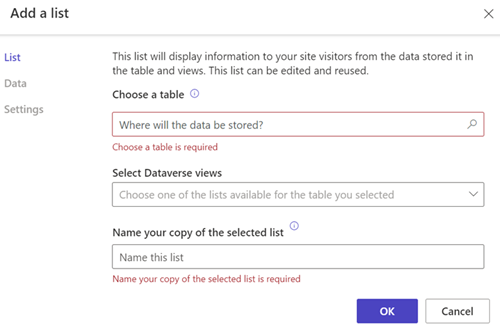 Add a list
List
Data
Settings
This list will display information to your site visitors from the data stored it in
the table and views. This list can be edited and reused.
Choose a table
Where will the data be stored?
Choose a table is required
Select Dataverse views
Choose one of the lists available for the table you selected
Name your copy of the selected list
Name this list
Name your copy of the selected list is required
OK
Cancel